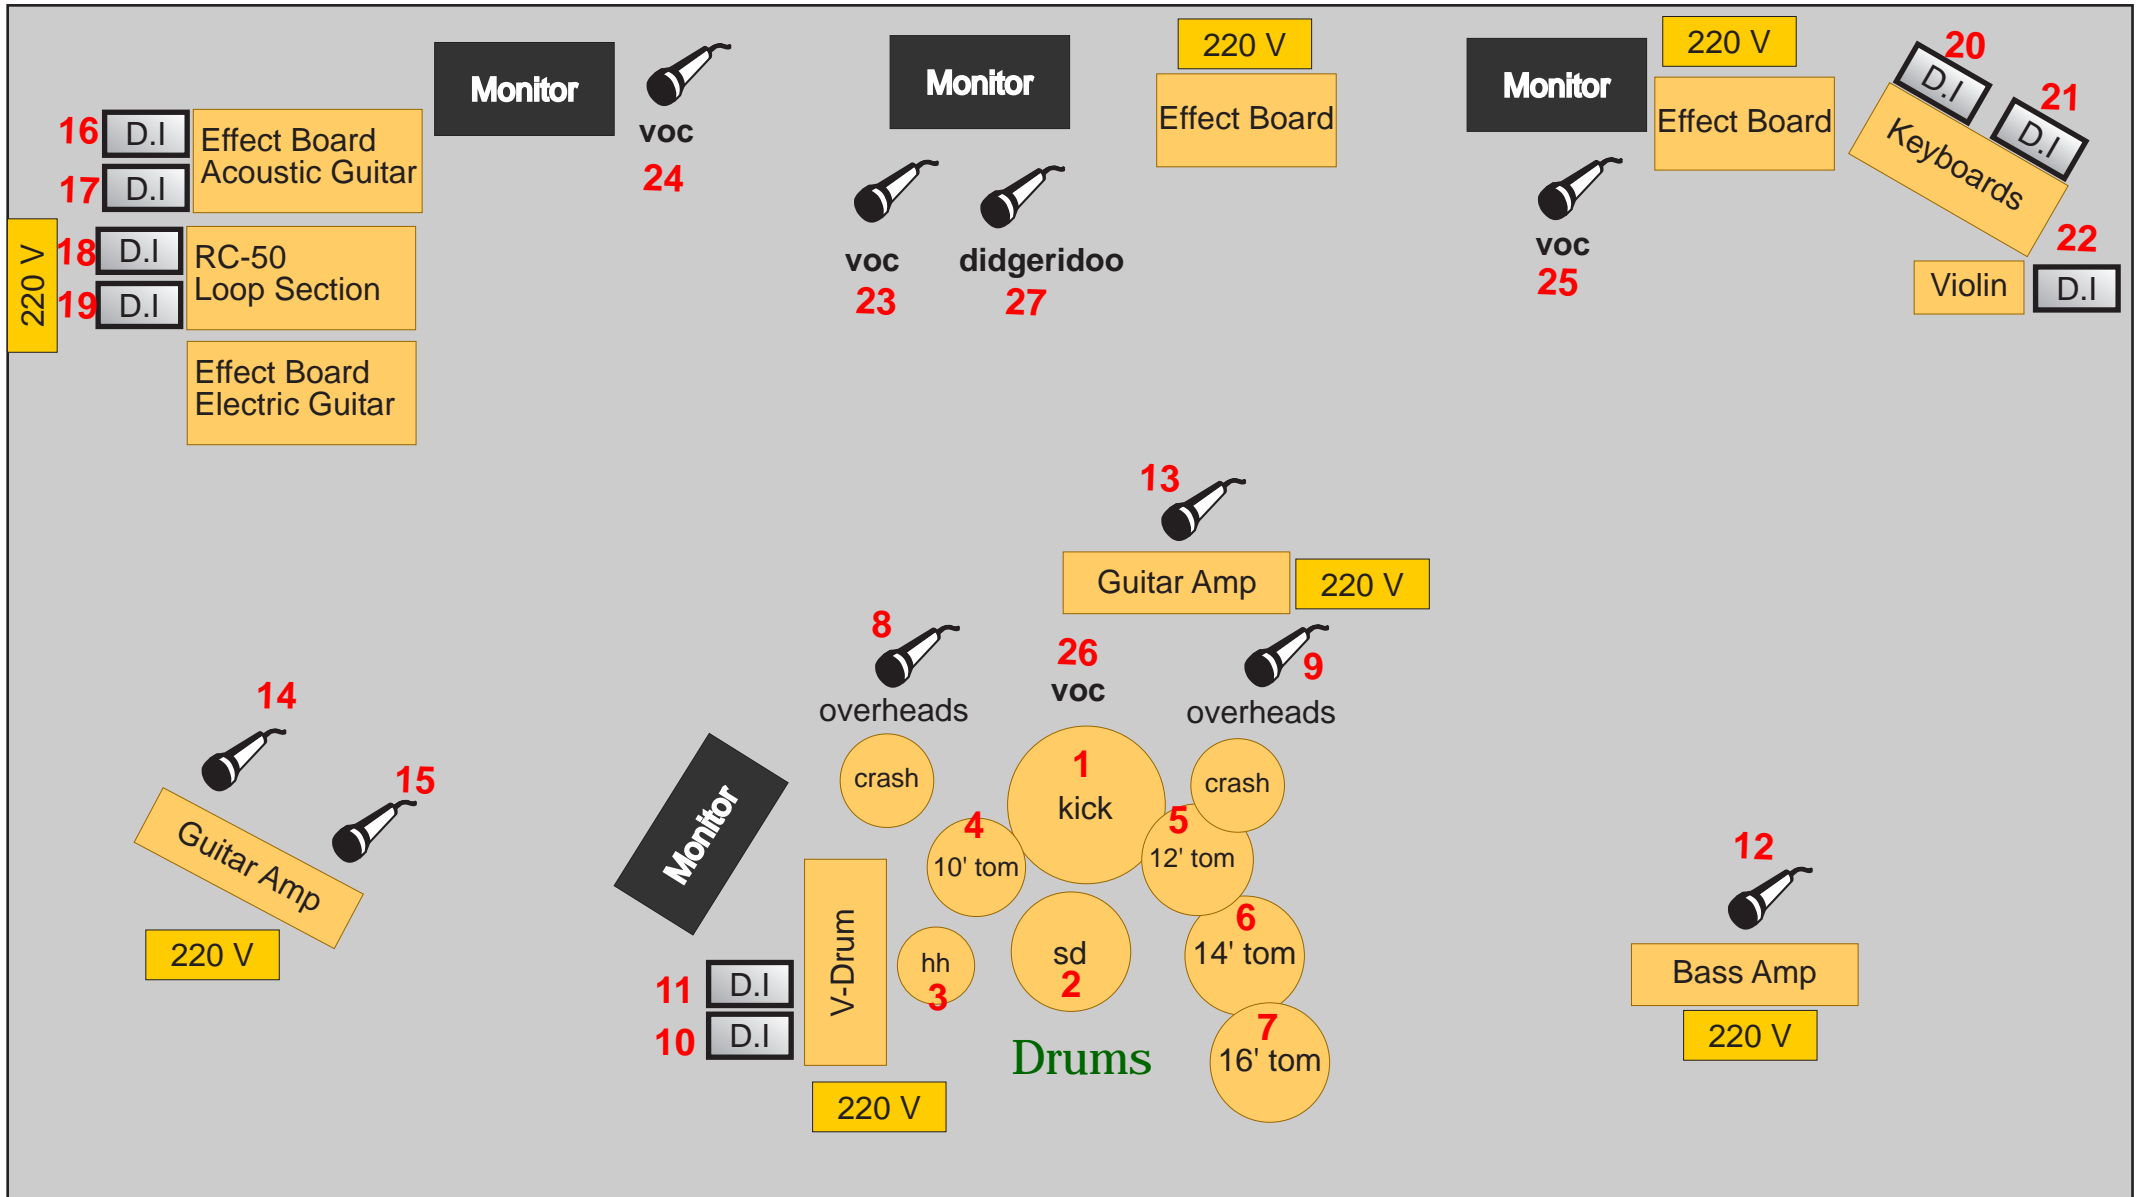 220 V
220 V
Monitor
Monitor
Monitor
20
D.I
21
D.I
Keyboards
voc
24
Effect Board
Effect Board
16
D.I
Effect Board
Acoustic Guitar
17
D.I
18
D.I
RC-50
Loop Section
19
D.I
220 V
Effect Board
Electric Guitar
voc
23
didgeridoo
27
voc
25
22
Violin
D.I
13
Guitar Amp
220 V
8
overheads
26
voc
9
overheads
14
15
Guitar Amp
220 V
Monitor
crash
1
kick
crash
4
10' tom
5
12' tom
12
Bass Amp
220 V
V-Drum
hh
3
sd
2
6
14' tom
11
D.I
10
D.I
Drums
7
16' tom
220 V